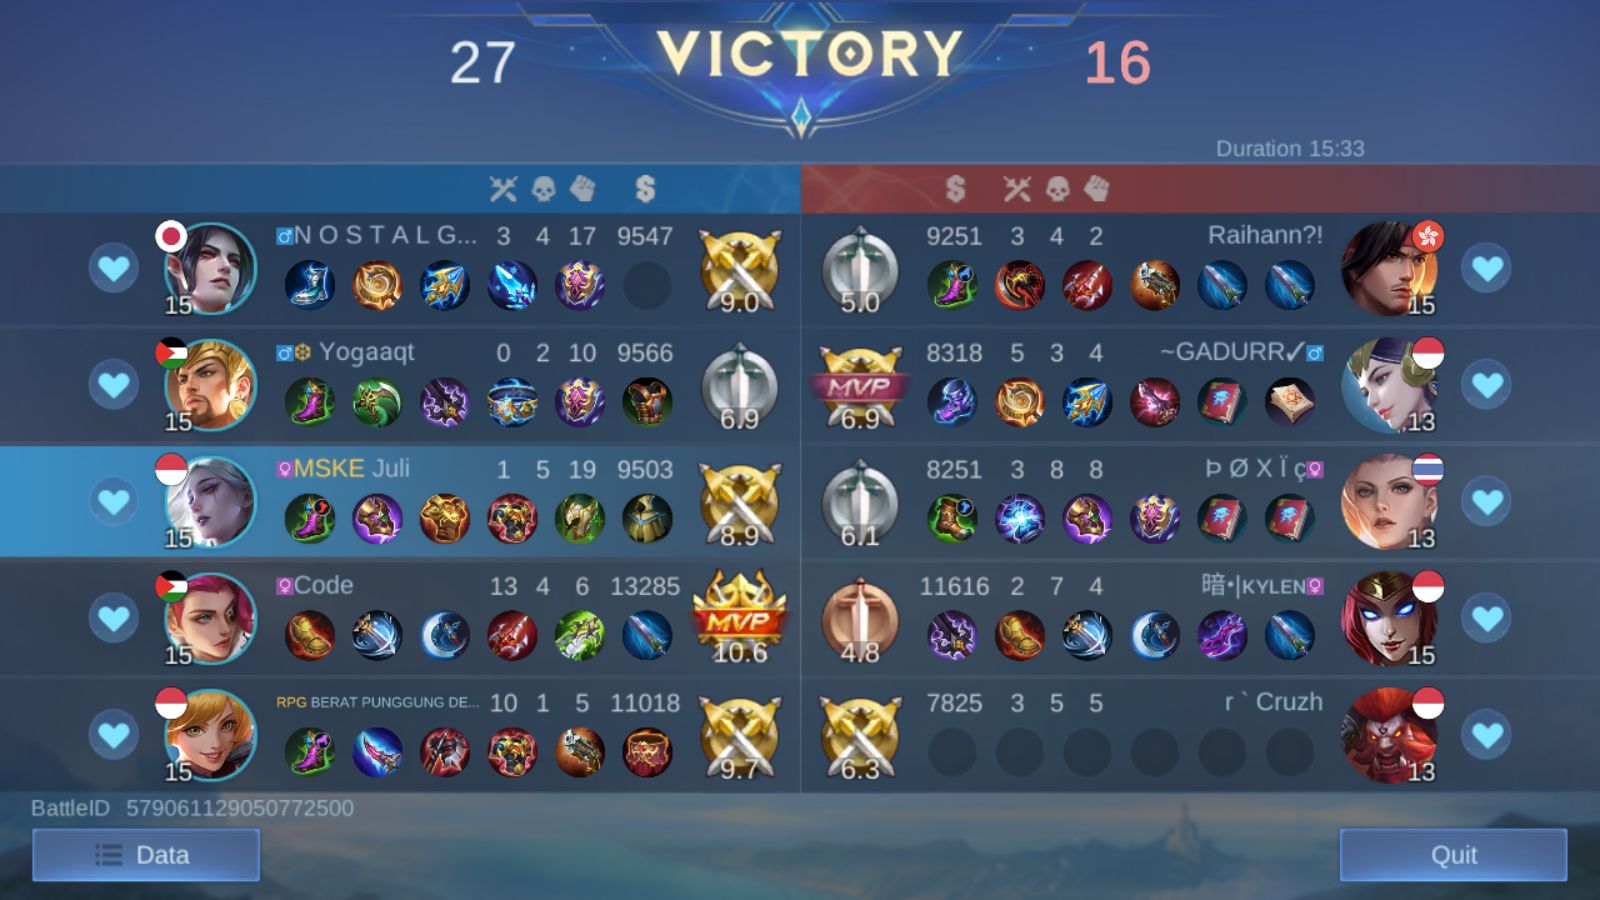 27 VICTORY 16
Duration 15:33
N O S T A L G... 3 4 17 9547 9.0
15
5.0 9251 3 4 2 Raihann?!
15
Yogaaqt 0 2 10 9566 6.9
15
MVP 6.9 8318 5 3 4 ~GADURR✓
13
MSKE Juli 1 5 19 9503 8.9
15
6.1 8251 3 8 8 Þ Ø X Ï ç
13
Code 13 4 6 13285 MVP 10.6
15
4.8 11616 2 7 4 暗•|ᴋʏʟᴇɴ
15
RPG BERAT PUNGGUNG DE... 10 1 5 11018 9.7
15
6.3 7825 3 5 5 r ` Cruzh
13
BattleID 579061129050772500
Data
Quit